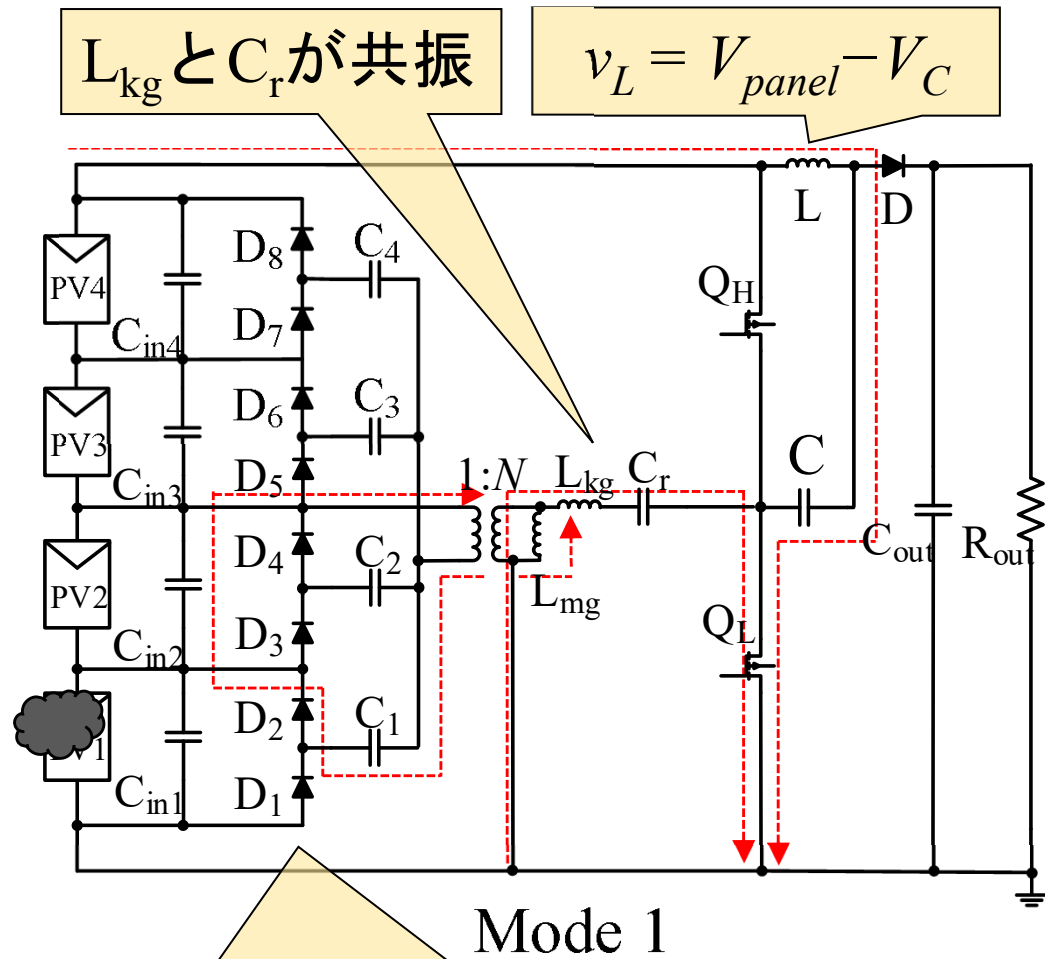 LkgとCrが共振
vL = Vpanel−VC
L
D
D8
C4
PV4
QH
Cin4
D7
D6
C3
PV3
1:N
Lkg
Cr
C
Cin3
D5
D4
C2
Cout
Rout
PV2
Lmg
D3
QL
Cin2
D2
C1
Cin1
D1
Mode 1